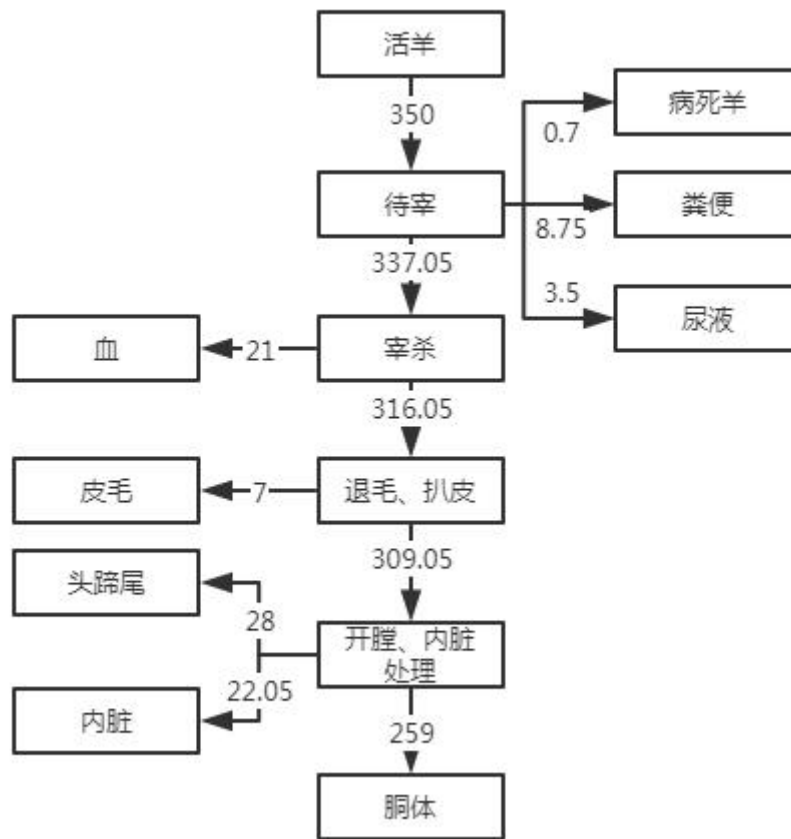 活羊
350
病死羊
0.7
待宰
粪便
8.75
337.05
3.5
尿液
血
21
宰杀
316.05
皮毛
7
退毛、扒皮
309.05
头蹄尾
28
开膛、内脏
处理
22.05
内脏
259
胴体